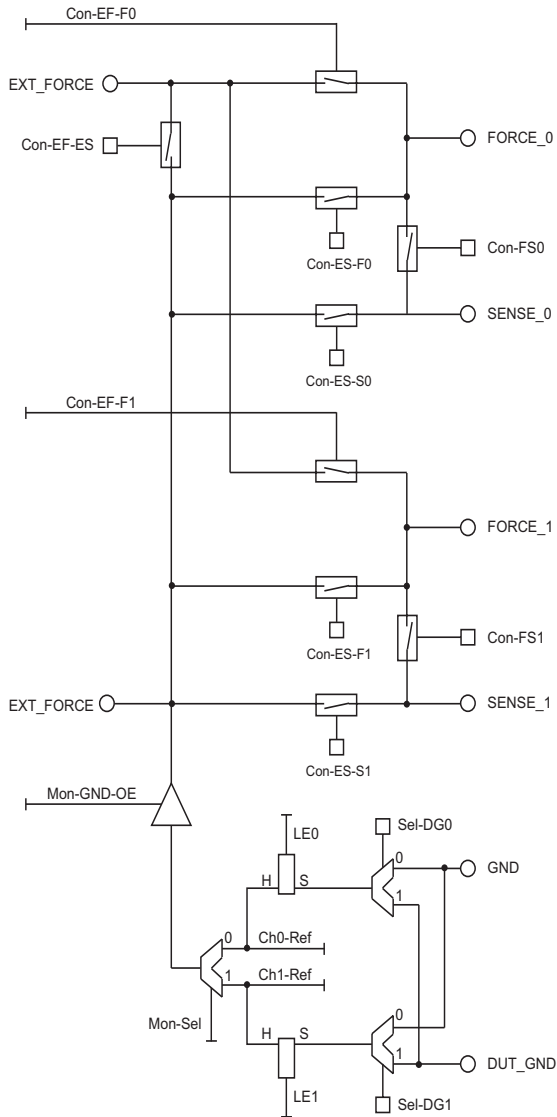 Con-EF-F0
EXT_FORCE
Con-EF-ES
FORCE_0
Con-ES-F0
Con-FS0
SENSE_0
Con-ES-S0
Con-EF-F1
FORCE_1
Con-ES-F1
Con-FS1
EXT_FORCE
SENSE_1
Con-ES-S1
Mon-GND-OE
LE0
Sel-DG0
H S
0
1
GND
0
1
Ch0-Ref
Ch1-Ref
Mon-Sel
H S
0
1
DUT_GND
LE1
Sel-DG1